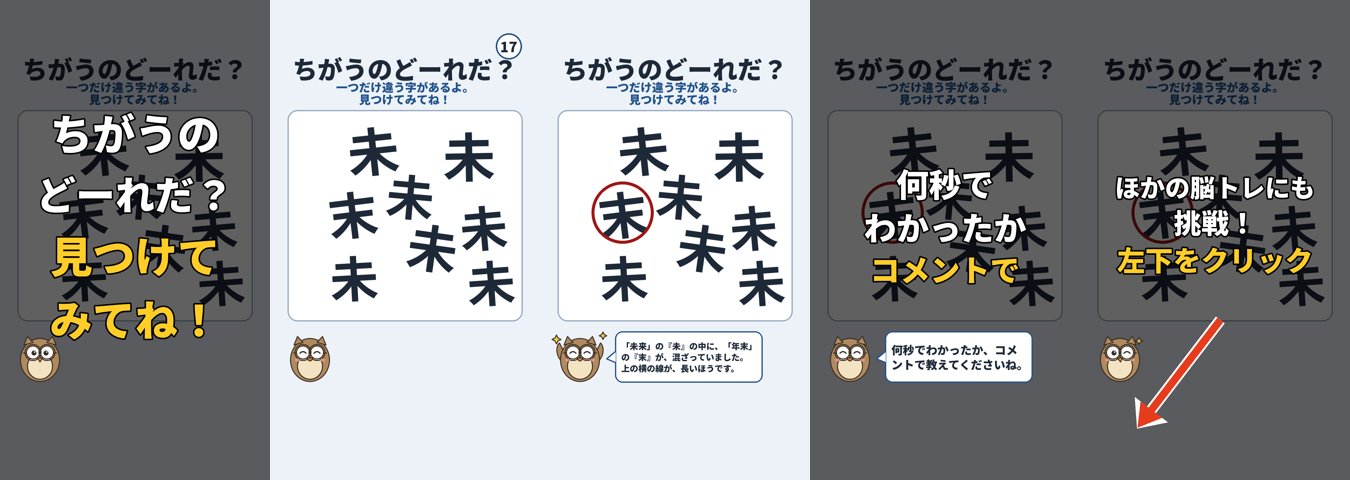 ちがうのどーれだ？
一つだけ違う字があるよ。
見つけてみてね！
ちがうの
どーれだ？
見つけて
みてね！
17
ちがうのどーれだ？
一つだけ違う字があるよ。
見つけてみてね！
未 未
末 未 未
未
未 未
ちがうのどーれだ？
一つだけ違う字があるよ。
見つけてみてね！
未 未
末 未 未
未
未 未
「未来」の『未』の中に、「年末」
の『末』が、混ざっていました。
上の横の線が、長いほうです。
ちがうのどーれだ？
一つだけ違う字があるよ。
見つけてみてね！
何秒で
わかったか
コメントで
何秒でわかったか、コメ
ントで教えてくださいね。
ちがうのどーれだ？
一つだけ違う字があるよ。
見つけてみてね！
ほかの脳トレにも
挑戦！
左下をクリック